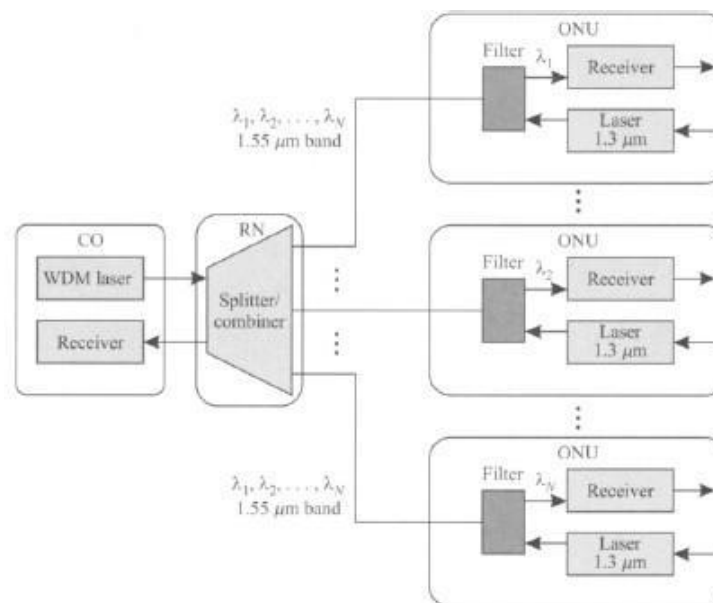 ONU
Filter
λ1
Receiver
Laser
1.3 μm
λ1, λ2, . . . , λN
1.55 μm band
CO
WDM laser
Receiver
RN
Splitter/
combiner
ONU
Filter
λ2
Receiver
Laser
1.3 μm
ONU
Filter
λN
Receiver
Laser
1.3 μm
λ1, λ2, . . . , λN
1.55 μm band